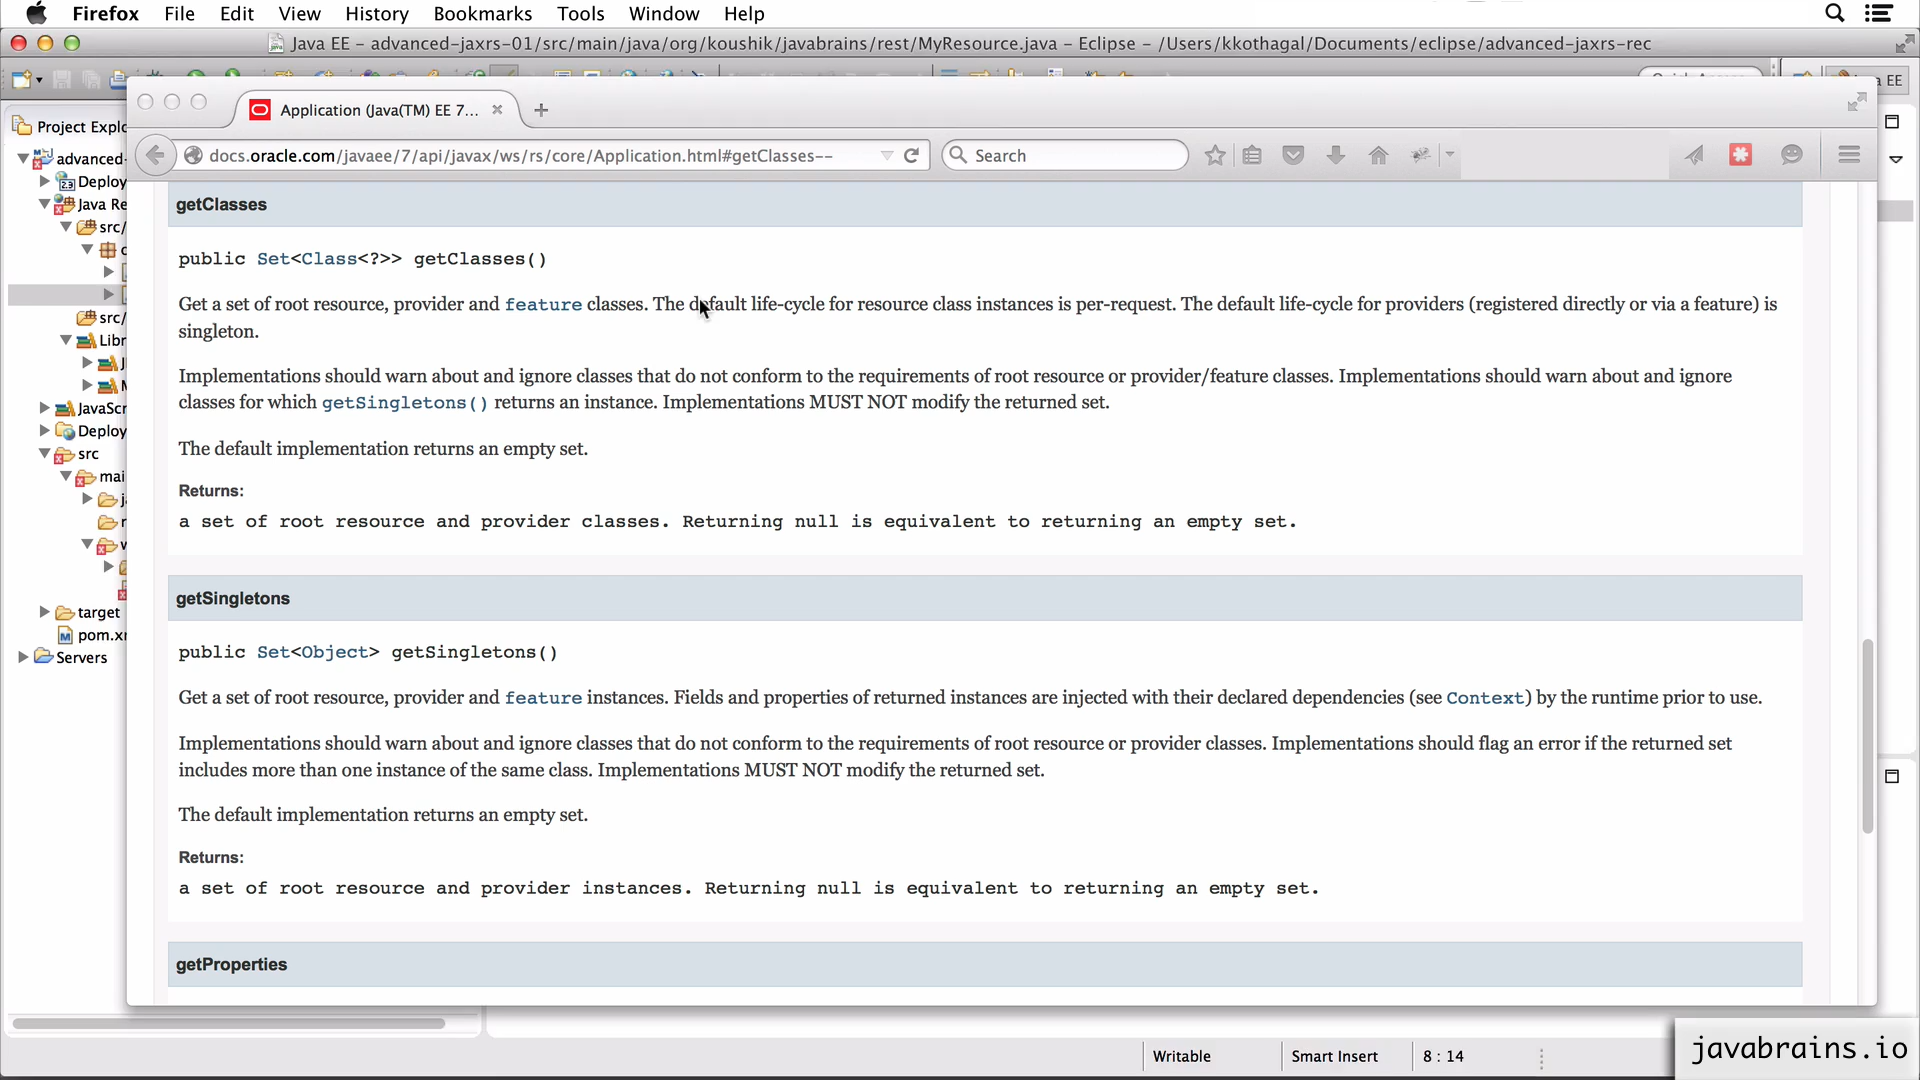 Firefox File Edit View History Bookmarks Tools Window Help
Java EE – advanced-jaxrs-01/src/main/java/org/koushik/javabrains/rest/MyResource.java – Eclipse – /Users/kkothagal/Documents/eclipse/advanced-jaxrs-rec
EE
Application (Java(TM) EE 7...
docs.oracle.com/javaee/7/api/javax/ws/rs/core/Application.html#getClasses--
Search
Project Explo
advanced-
Deploy
Java Re
src/
src/
Libr
JavaScr
Deploy
src
mai
target
pom.x
Servers
getClasses
public Set<Class<?>> getClasses()
Get a set of root resource, provider and feature classes. The default life-cycle for resource class instances is per-request. The default life-cycle for providers (registered directly or via a feature) is
singleton.
Implementations should warn about and ignore classes that do not conform to the requirements of root resource or provider/feature classes. Implementations should warn about and ignore
classes for which getSingletons() returns an instance. Implementations MUST NOT modify the returned set.
The default implementation returns an empty set.
Returns:
a set of root resource and provider classes. Returning null is equivalent to returning an empty set.
getSingletons
public Set<Object> getSingletons()
Get a set of root resource, provider and feature instances. Fields and properties of returned instances are injected with their declared dependencies (see Context) by the runtime prior to use.
Implementations should warn about and ignore classes that do not conform to the requirements of root resource or provider classes. Implementations should flag an error if the returned set
includes more than one instance of the same class. Implementations MUST NOT modify the returned set.
The default implementation returns an empty set.
Returns:
a set of root resource and provider instances. Returning null is equivalent to returning an empty set.
getProperties
Writable
Smart Insert
8 : 14
javabrains.io